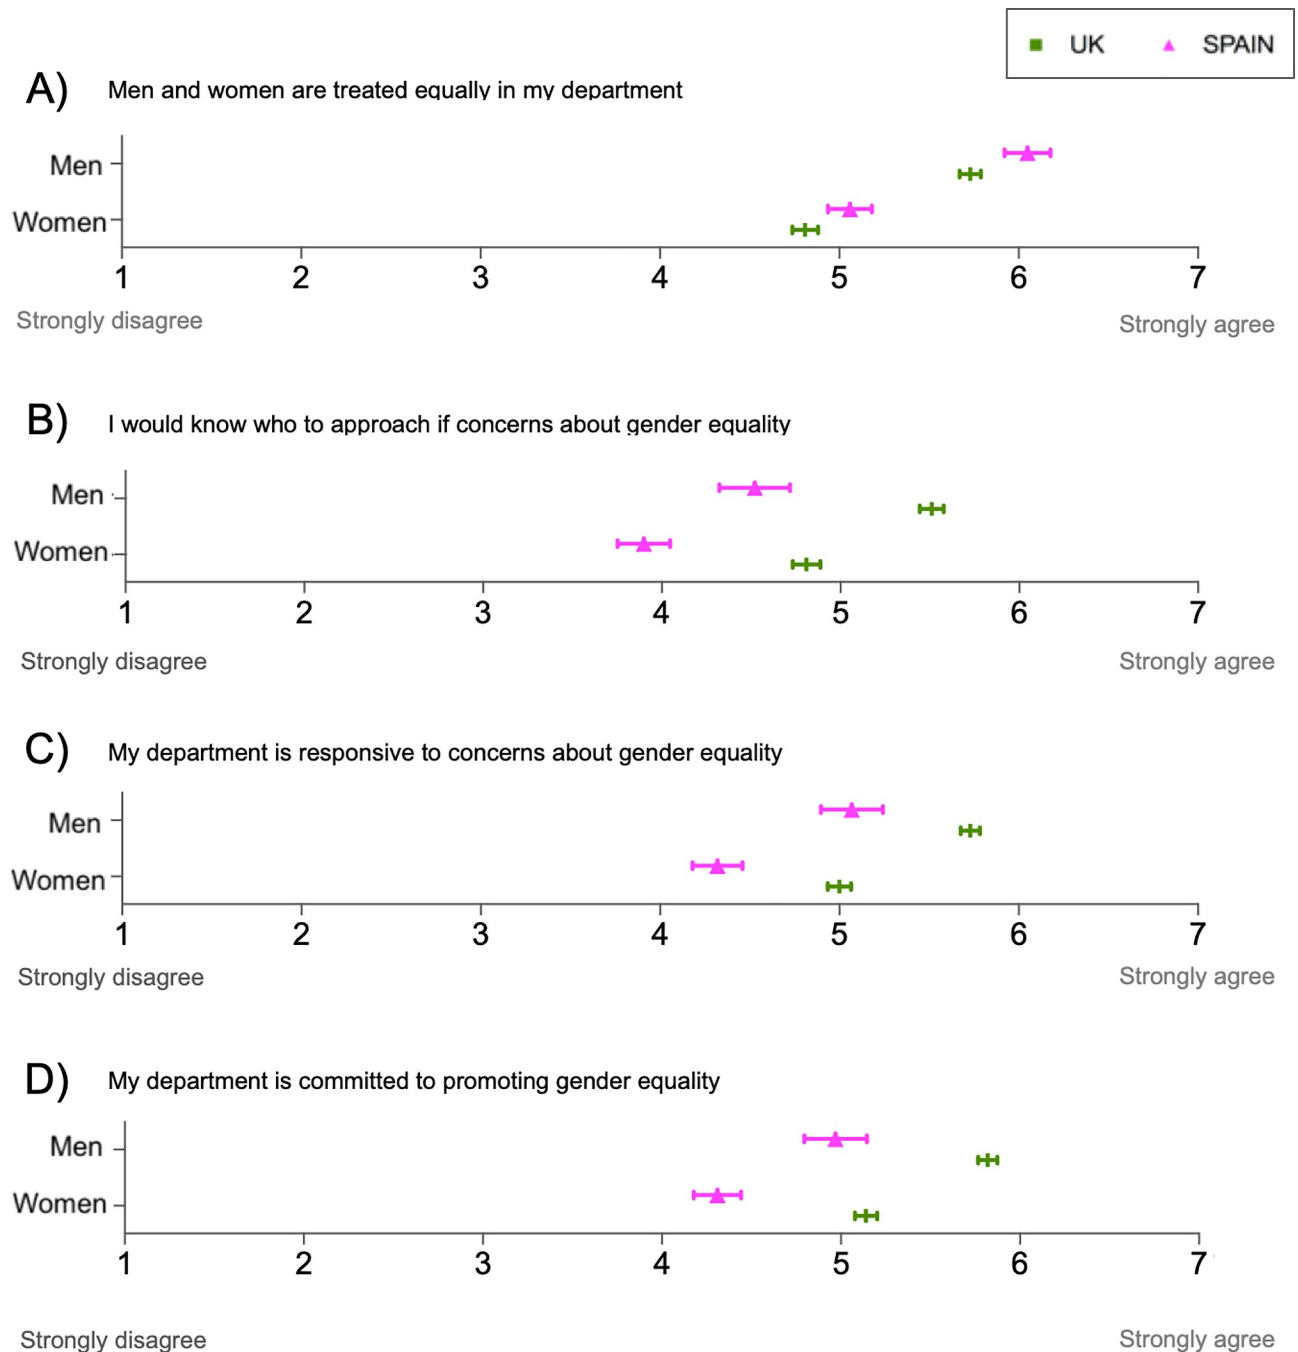 UK SPAIN
A) Men and women are treated equally in my department
Men
Women
1 2 3 4 5 6 7
Strongly disagree Strongly agree
B) I would know who to approach if concerns about gender equality
Men
Women
1 2 3 4 5 6 7
Strongly disagree Strongly agree
C) My department is responsive to concerns about gender equality
Men
Women
1 2 3 4 5 6 7
Strongly disagree Strongly agree
D) My department is committed to promoting gender equality
Men
Women
1 2 3 4 5 6 7
Strongly disagree Strongly agree